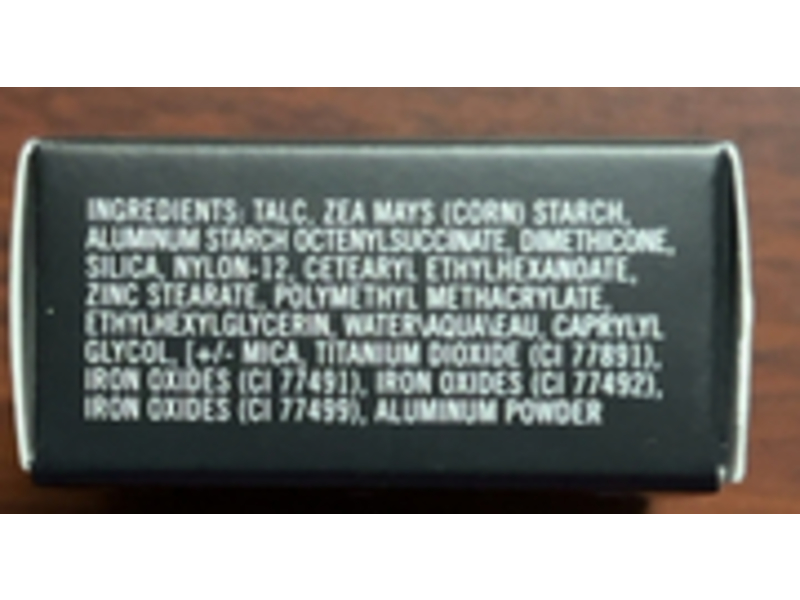 INGREDIENTS: TALC, ZEA MAYS (CORN) STARCH,
ALUMINUM STARCH OCTENYLSUCCINATE, DIMETHICONE,
SILICA, NYLON-12, CETEARYL ETHYLHEXANOATE,
ZINC STEARATE, POLYMETHYL METHACRYLATE,
ETHYLHEXYLGLYCERIN, WATER\AQUA\EAU, CAPRYLYL
GLYCOL, [+/- MICA, TITANIUM DIOXIDE (CI 77891),
IRON OXIDES (CI 77491), IRON OXIDES (CI 77492),
IRON OXIDES (CI 77499), ALUMINUM POWDER